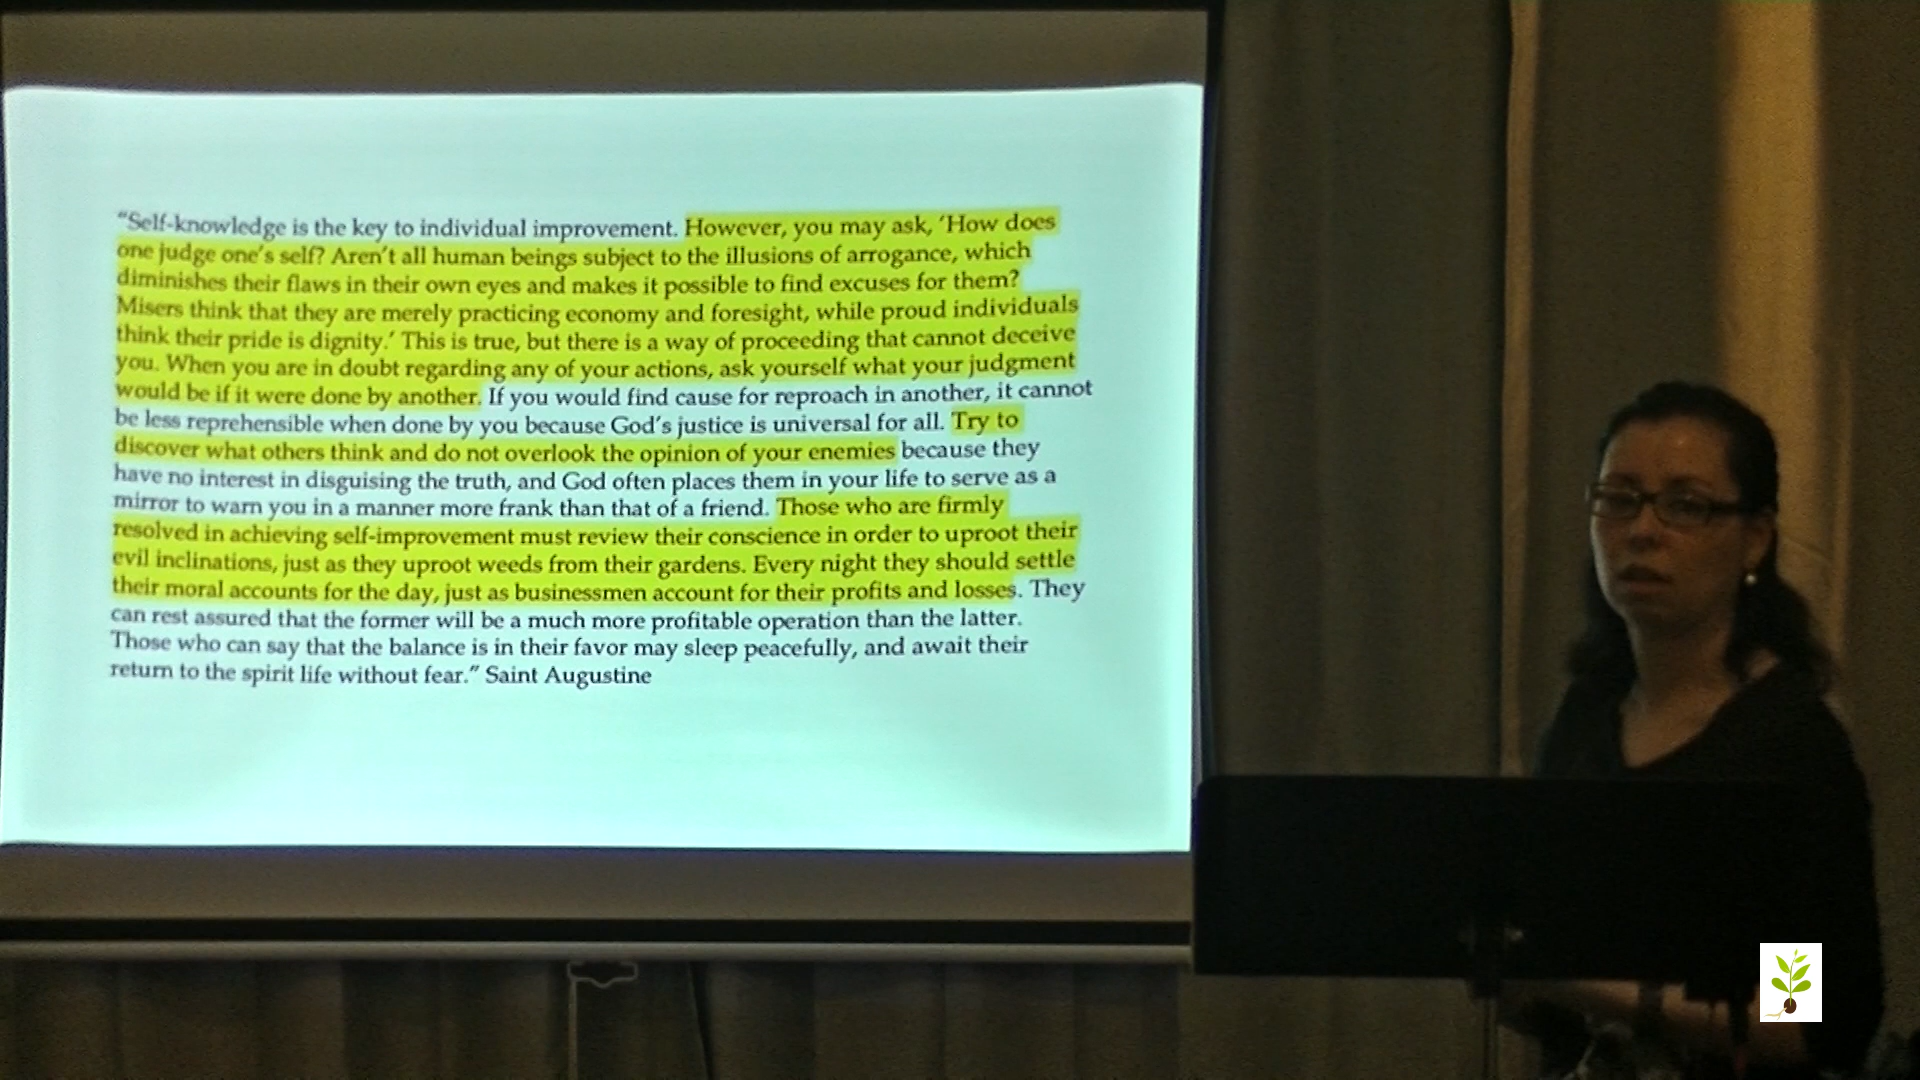 “Self-knowledge is the key to individual improvement. However, you may ask, ‘How does
one judge one’s self? Aren’t all human beings subject to the illusions of arrogance, which
diminishes their flaws in their own eyes and makes it possible to find excuses for them?
Misers think that they are merely practicing economy and foresight, while proud individuals
think their pride is dignity.’ This is true, but there is a way of proceeding that cannot deceive
you. When you are in doubt regarding any of your actions, ask yourself what your judgment
would be if it were done by another. If you would find cause for reproach in another, it cannot
be less reprehensible when done by you because God’s justice is universal for all. Try to
discover what others think and do not overlook the opinion of your enemies because they
have no interest in disguising the truth, and God often places them in your life to serve as a
mirror to warn you in a manner more frank than that of a friend. Those who are firmly
resolved in achieving self-improvement must review their conscience in order to uproot their
evil inclinations, just as they uproot weeds from their gardens. Every night they should settle
their moral accounts for the day, just as businessmen account for their profits and losses. They
can rest assured that the former will be a much more profitable operation than the latter.
Those who can say that the balance is in their favor may sleep peacefully, and await their
return to the spirit life without fear.” Saint Augustine